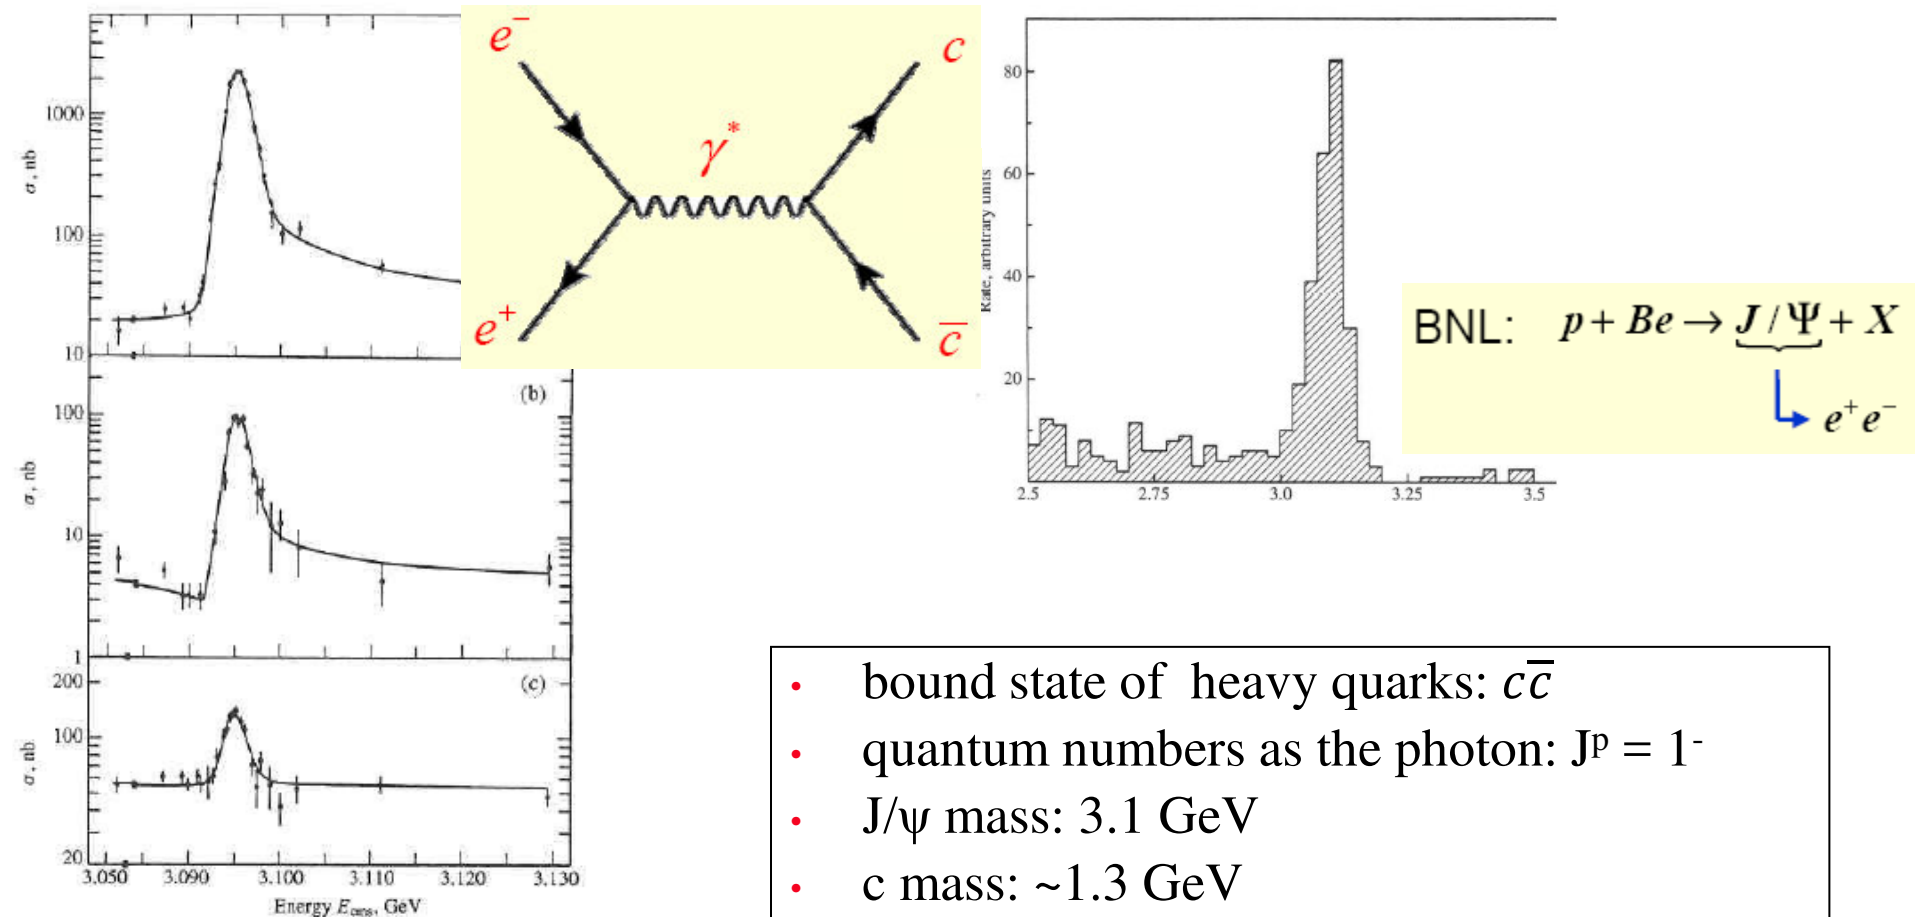 1000
100
10
σ, nb
e⁻
e⁺
γ*
c
c̅
80
60
40
20
Rate, arbitrary units
2.5 2.75 3.0 3.25 3.5
BNL: p + Be → J / Ψ + X
e⁺ e⁻
(b)
100
10
1
σ, nb
(c)
200
100
20
σ, nb
3.050 3.090 3.100 3.110 3.120 3.130
Energy E_cms, GeV
• bound state of heavy quarks: cc̅
• quantum numbers as the photon: Jᵖ = 1⁻
• J/ψ mass: 3.1 GeV
• c mass: ~1.3 GeV